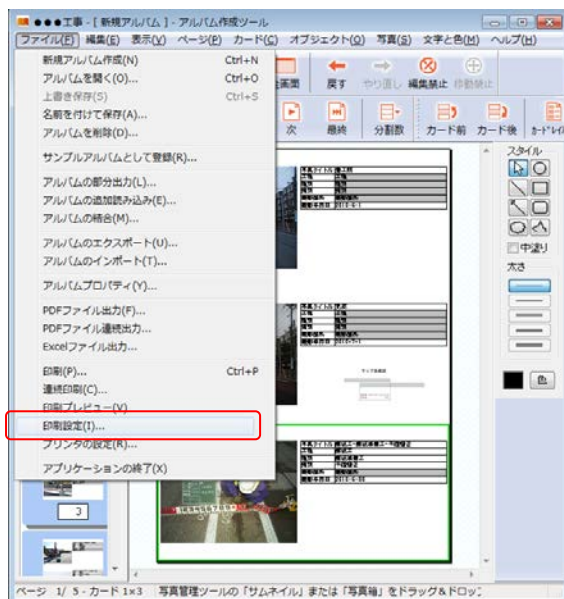 ●●●工事 - [ 新規アルバム ] - アルバム作成ツール
ファイル(F) 編集(E) 表示(V) ページ(P) カード(C) オブジェクト(O) 写真(S) 文字と色(M) ヘルプ(H)
新規アルバム作成(N) Ctrl+N
アルバムを開く(O)... Ctrl+O
上書き保存(S) Ctrl+S
名前を付けて保存(A)...
アルバムを削除(D)...
サンプルアルバムとして登録(R)...
アルバムの部分出力(L)...
アルバムの追加読み込み(E)...
アルバムの結合(M)...
アルバムのエクスポート(U)...
アルバムのインポート(T)...
アルバムプロパティ(Y)...
PDFファイル出力(F)...
PDFファイル連続出力...
Excelファイル出力...
印刷(P)... Ctrl+P
連続印刷(C)...
印刷プレビュー(V)
印刷設定(I)...
プリンタの設定(R)...
アプリケーションの終了(X)
画面 戻す やり直し 編集禁止 移動禁止
次 最終 分割数 カード前 カード後 カードレイ
スタイル
中塗り
太さ
色
3
ページ 1/ 5 - カード 1×3 写真管理ツールの「サムネイル」または「写真箱」をドラッグ&ドロッ